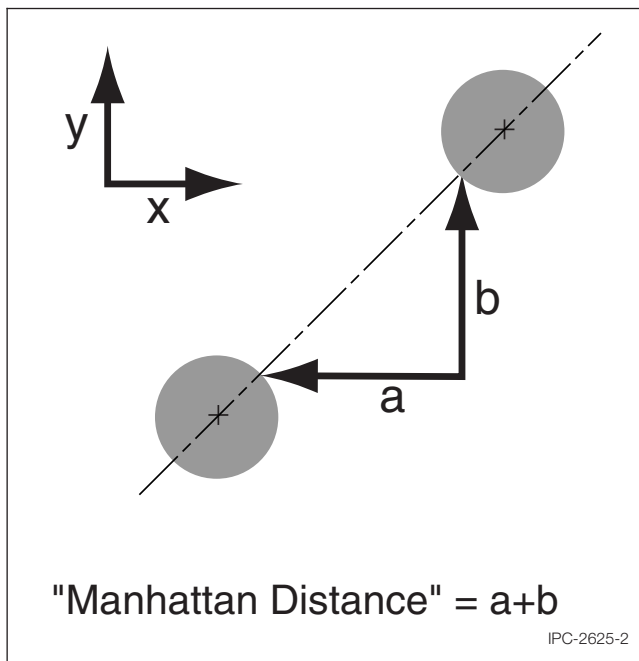 y
x
b
a
"Manhattan Distance" = a+b
IPC-2625-2